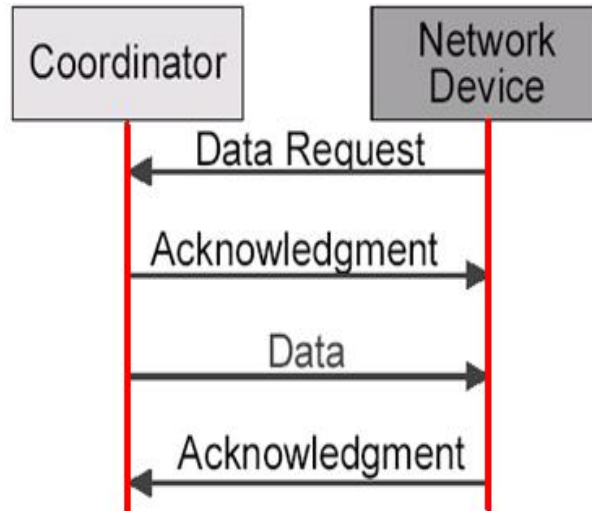 Coordinator
Network
Device
Data Request
Acknowledgment
Data
Acknowledgment